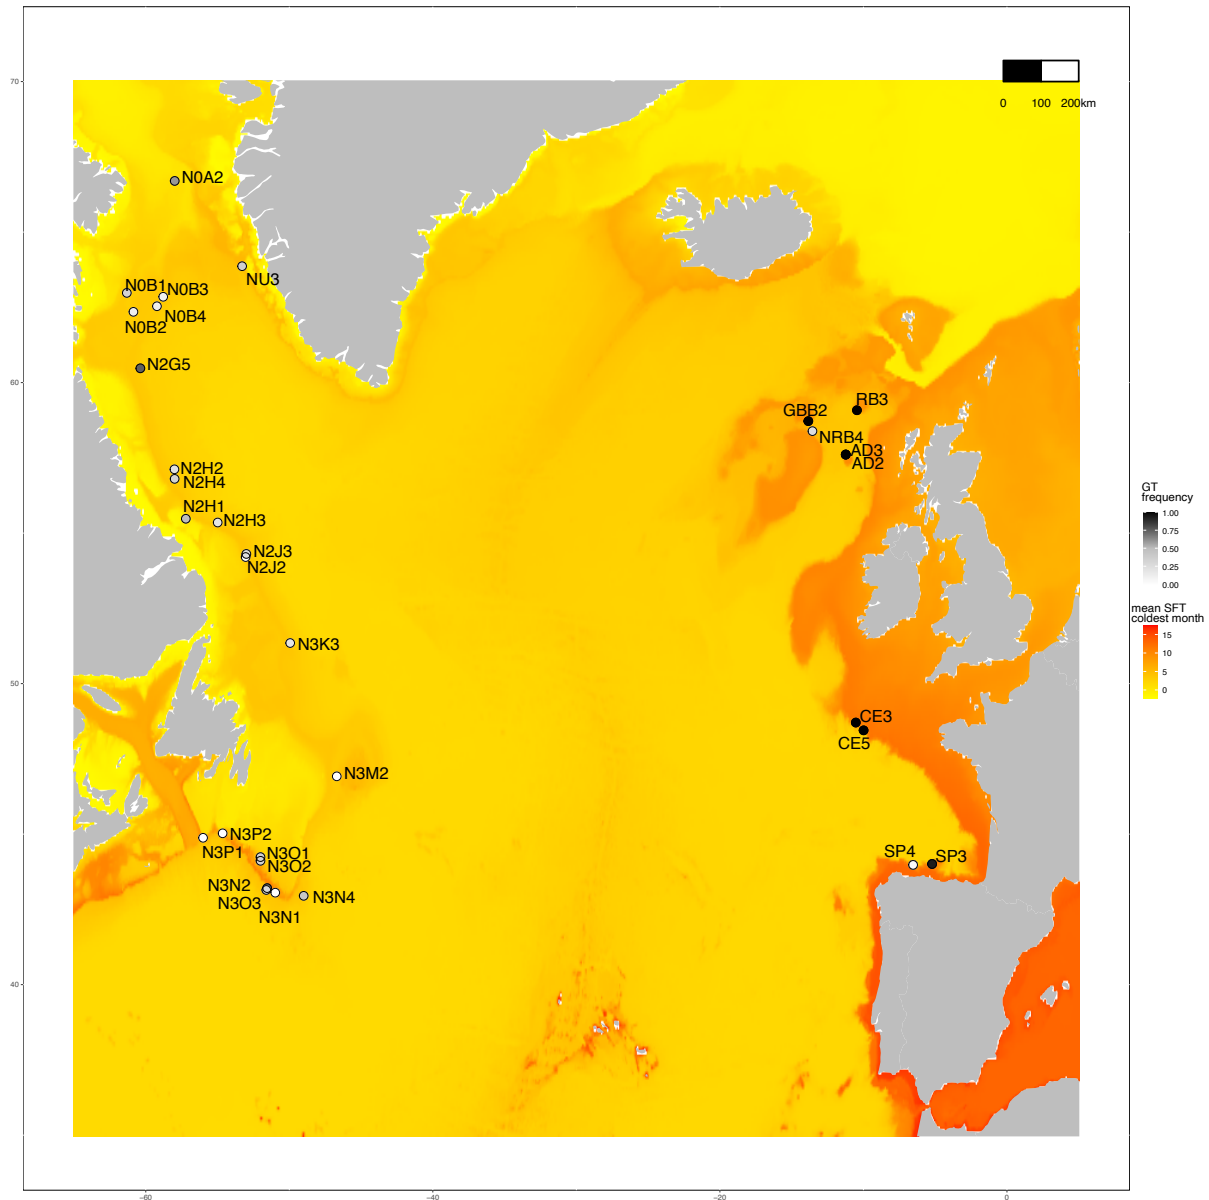 70
0 100 200km
N0A2
NU3
N0B1
N0B3
N0B4
N0B2
N2G5
60
RB3
GBB2
NRB4
AD3
AD2
N2H2
N2H4
N2H1
N2H3
N2J3
N2J2
GT
frequency
1.00
0.75
0.50
0.25
0.00
mean SFT
coldest month
15
10
5
0
N3K3
50
CE3
CE5
N3M2
N3P2
N3P1
N3O1
N3O2
SP4
SP3
N3N2
N3O3
N3N4
N3N1
40
-60
-40
-20
0